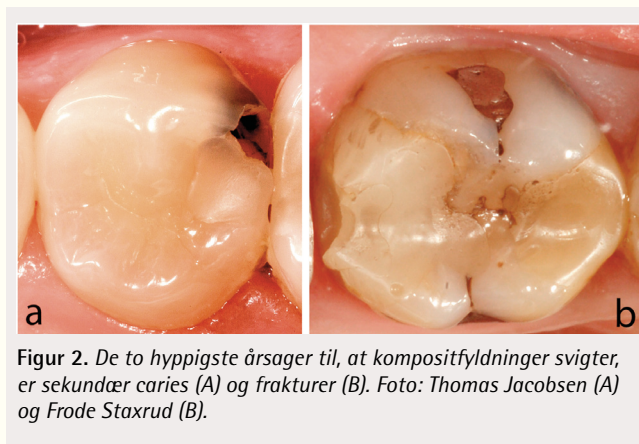 a
b
Figur 2. De to hyppigste årsager til, at kompositfyldninger svigter,
er sekundær caries (A) og frakturer (B). Foto: Thomas Jacobsen (A)
og Frode Staxrud (B).